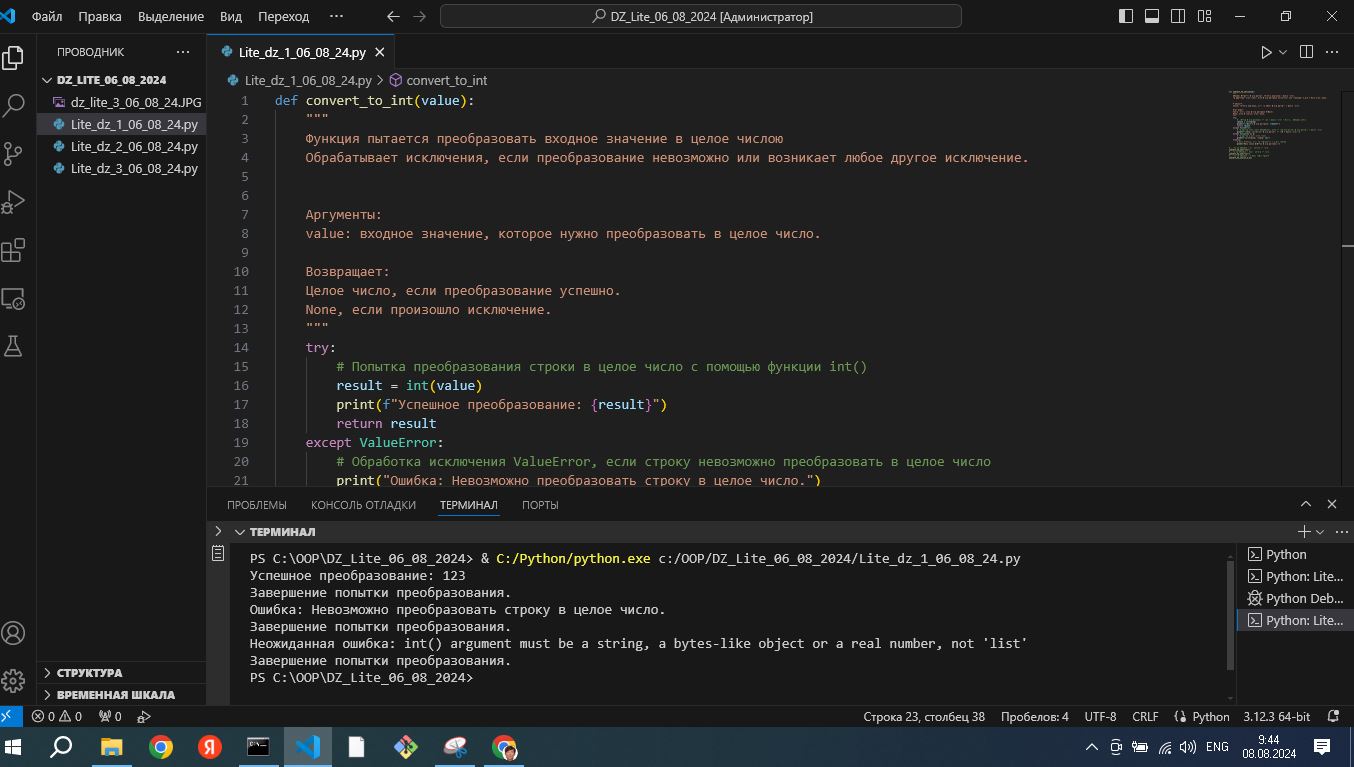 Файл Правка Выделение Вид Переход ··· DZ_Lite_06_08_2024 [Администратор]
ПРОВОДНИК ···
DZ_LITE_06_08_2024
dz_lite_3_06_08_24.JPG
Lite_dz_1_06_08_24.py
Lite_dz_2_06_08_24.py
Lite_dz_3_06_08_24.py
СТРУКТУРА
ВРЕМЕННАЯ ШКАЛА
Lite_dz_1_06_08_24.py
Lite_dz_1_06_08_24.py > convert_to_int
1 def convert_to_int(value):
2 """
3 Функция пытается преобразовать входное значение в целое числою
4 Обрабатывает исключения, если преобразование невозможно или возникает любое другое исключение.
5
6
7 Аргументы:
8 value: входное значение, которое нужно преобразовать в целое число.
9
10 Возвращает:
11 Целое число, если преобразование успешно.
12 None, если произошло исключение.
13 """
14 try:
15 # Попытка преобразования строки в целое число с помощью функции int()
16 result = int(value)
17 print(f"Успешное преобразование: {result}")
18 return result
19 except ValueError:
20 # Обработка исключения ValueError, если строку невозможно преобразовать в целое число
21 print("Ошибка: Невозможно преобразовать строку в целое число.")
ПРОБЛЕМЫ КОНСОЛЬ ОТЛАДКИ ТЕРМИНАЛ ПОРТЫ
ТЕРМИНАЛ
PS C:\OOP\DZ_Lite_06_08_2024> & C:/Python/python.exe c:/OOP/DZ_Lite_06_08_2024/Lite_dz_1_06_08_24.py
Успешное преобразование: 123
Завершение попытки преобразования.
Ошибка: Невозможно преобразовать строку в целое число.
Завершение попытки преобразования.
Неожиданная ошибка: int() argument must be a string, a bytes-like object or a real number, not 'list'
Завершение попытки преобразования.
PS C:\OOP\DZ_Lite_06_08_2024>
Python
Python: Lite...
Python Deb...
Python: Lite...
0 0 0 Строка 23, столбец 38 Пробелов: 4 UTF-8 CRLF Python 3.12.3 64-bit
ENG 9:44
08.08.2024